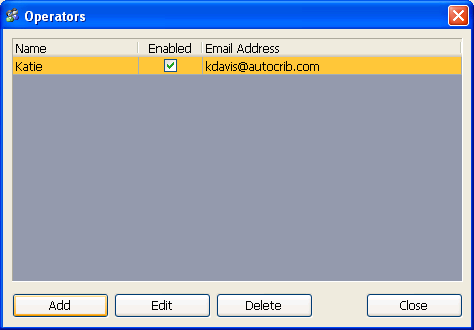 Operators
Name Enabled Email Address
Katie kdavis@autocrib.com
Add Edit Delete Close